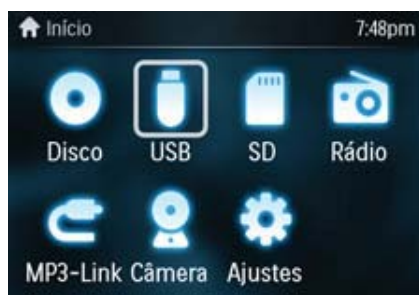 Início 7:48pm
Disco USB SD Rádio
MP3-Link Câmera Ajustes